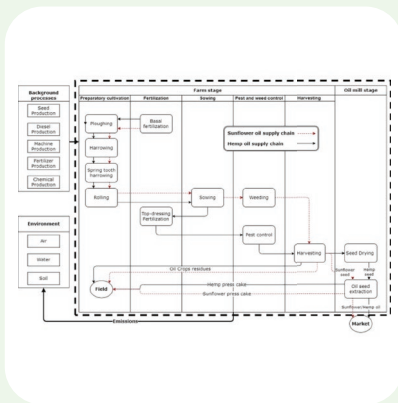 Background
processes
Seed
Production
Diesel
Production
Machine
Production
Fertilizer
Production
Chemical
Production
Environment
Air
Water
Soil
Farm stage
Oil mill stage
Preparatory cultivation
Fertilization
Sowing
Pest and weed control
Harvesting
Ploughing
Basal
fertilization
Sunflower oil supply chain
Hemp oil supply chain
Harrowing
Spring tooth
harrowing
Rolling
Sowing
Weeding
Top-dressing
Fertilization
Pest control
Harvesting
Seed Drying
Oil Crops residues
Sunflower
seed
Hemp
seed
Field
Hemp press cake
Sunflower press cake
Oil seed
extraction
Sunflower/Hemp oil
Market
Emissions